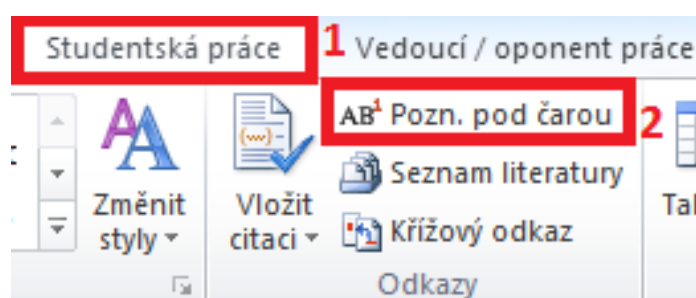 Studentská práce 1 Vedoucí / oponent práce
AB¹ Pozn. pod čarou 2
Seznam literatury
Křížový odkaz
Změnit
styly
Vložit
citaci
Odkazy